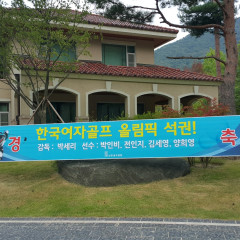 경 한국여자골프 올림픽 석권! 축
감독 : 박세리 선수 : 박인비, 전인지, 김세영, 양희영